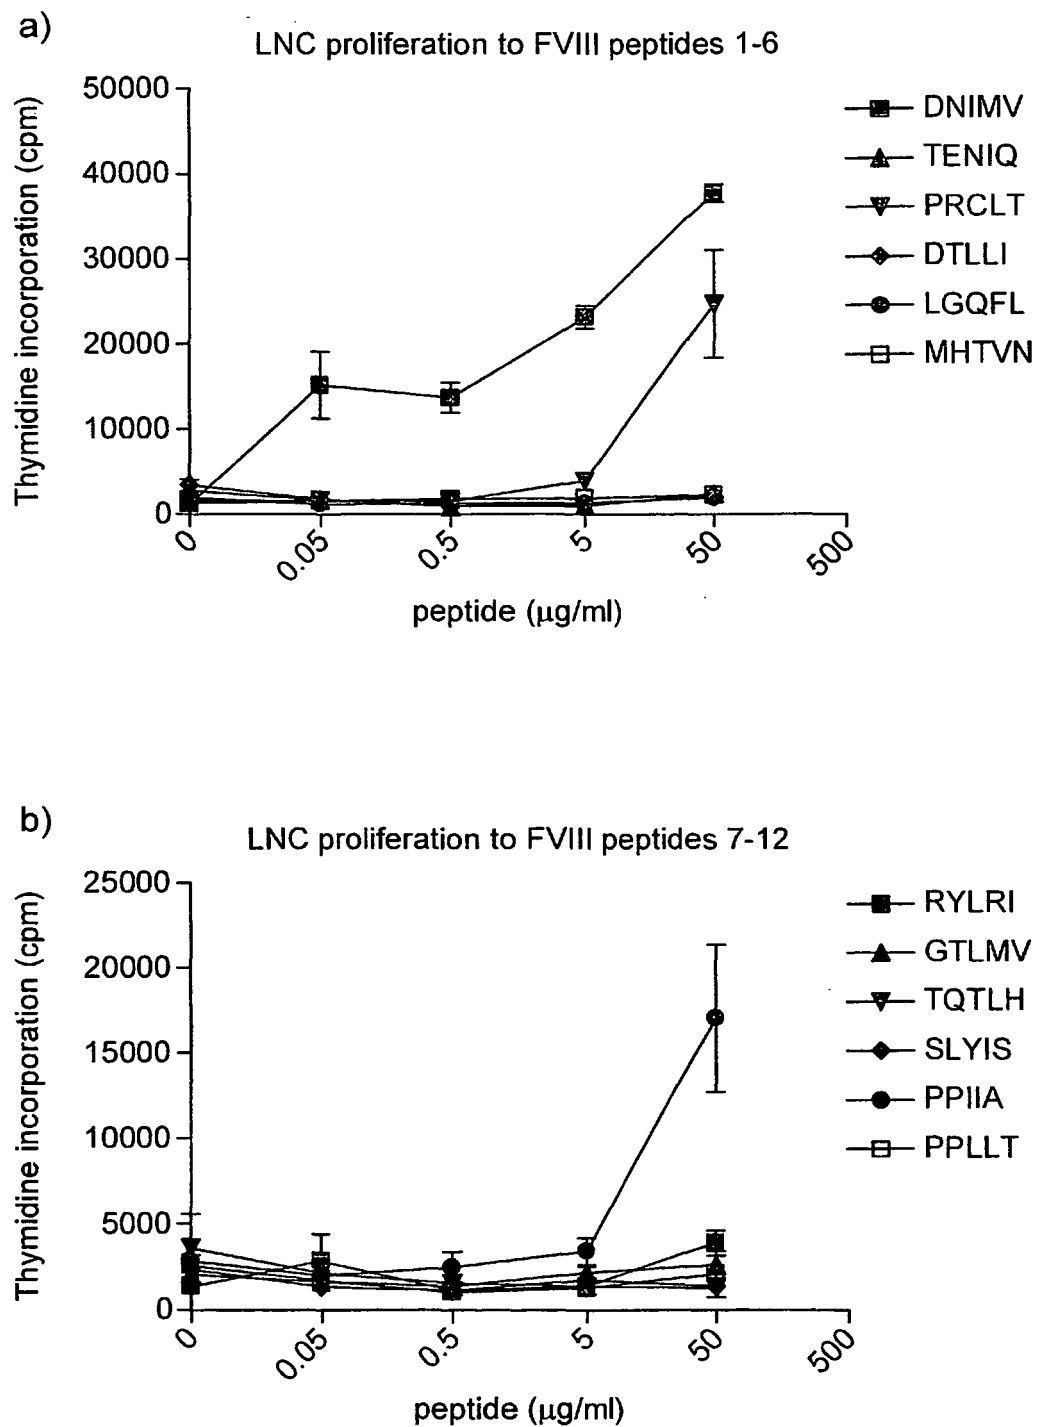 a)
LNC proliferation to FVIII peptides 1-6
Thymidine incorporation (cpm)
50000
40000
30000
20000
10000
0
0
0.05
0.5
5
50
500
peptide (μg/ml)
DNIMV
TENIQ
PRCLT
DTLLI
LGQFL
MHTVN
b)
LNC proliferation to FVIII peptides 7-12
Thymidine incorporation (cpm)
25000
20000
15000
10000
5000
0
0
0.05
0.5
5
50
500
peptide (μg/ml)
RYLRI
GTLMV
TQTLH
SLYIS
PPIIA
PPLLT